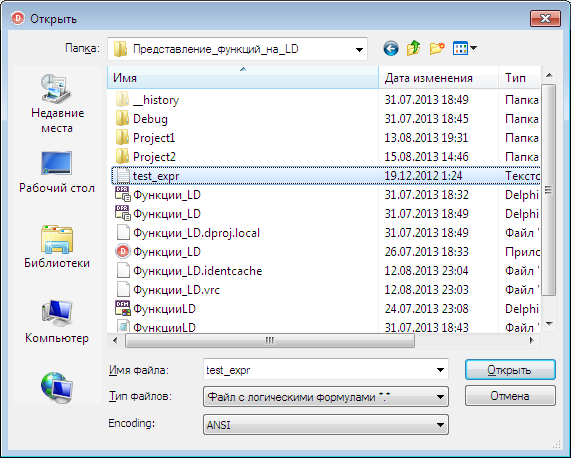 Открыть
Папка: Представление_функций_на_LD
Недавние места
Рабочий стол
Библиотеки
Компьютер
Имя Дата изменения Тип
__history 31.07.2013 18:49 Папка
Debug 31.07.2013 18:45 Папка
Project1 13.08.2013 19:31 Папка
Project2 15.08.2013 14:46 Папка
test_expr 19.12.2012 1:24 Тексто
Функции_LD 31.07.2013 18:32 Delphi
Функции_LD 31.07.2013 18:49 Delphi
Функции_LD.dproj.local 31.07.2013 18:49 Файл "
Функции_LD 26.07.2013 18:33 Прило
Функции_LD.identcache 12.08.2013 23:04 Файл "
Функции_LD.vrc 12.08.2013 23:03 Файл "
ФункцииLD 24.07.2013 23:08 Delphi
ФункцииLD 31.07.2013 18:43 Файл "
Имя файла: test_expr Открыть
Тип файлов: Файл с логическими формулами *.* Отмена
Encoding: ANSI